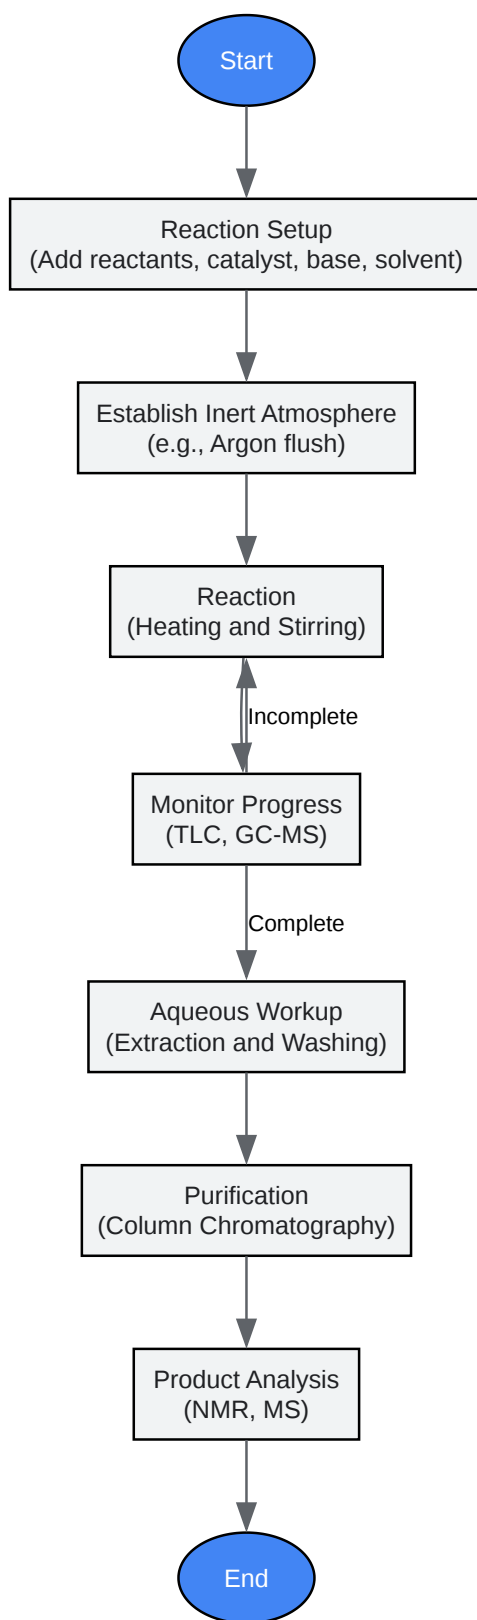 Start
Reaction Setup
(Add reactants, catalyst, base, solvent)
Establish Inert Atmosphere
(e.g., Argon flush)
Reaction
(Heating and Stirring)
Incomplete
Monitor Progress
(TLC, GC-MS)
Complete
Aqueous Workup
(Extraction and Washing)
Purification
(Column Chromatography)
Product Analysis
(NMR, MS)
End